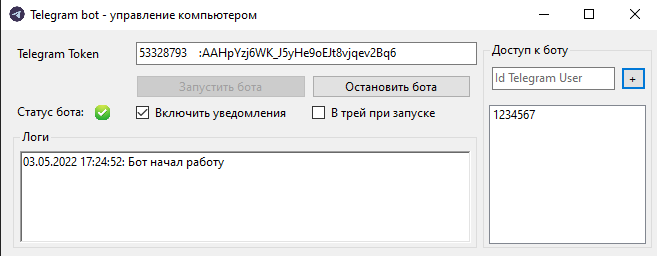 Telegram bot - управление компьютером
Telegram Token
53328793 :AAHpYzj6WK_J5yHe9oEJt8vjqev2Bq6
Запустить бота
Остановить бота
Статус бота:
Включить уведомления
В трей при запуске
Логи
03.05.2022 17:24:52: Бот начал работу
Доступ к боту
Id Telegram User
+
1234567